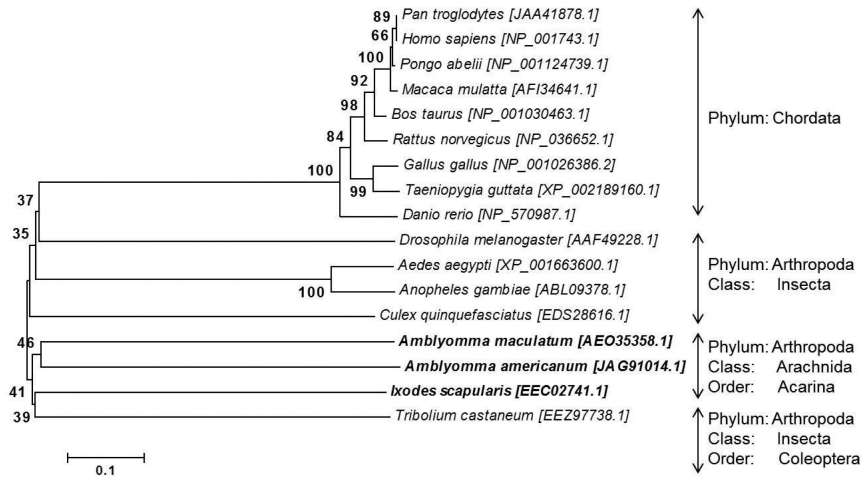 89
Pan troglodytes [JAA41878.1]
66
Homo sapiens [NP_001743.1]
100
Pongo abelii [NP_001124739.1]
92
Macaca mulatta [AFI34641.1]
98
Bos taurus [NP_001030463.1]
Phylum: Chordata
84
Rattus norvegicus [NP_036652.1]
100
Gallus gallus [NP_001026386.2]
99
Taeniopygia guttata [XP_002189160.1]
37
Danio rerio [NP_570987.1]
35
Drosophila melanogaster [AAF49228.1]
Aedes aegypti [XP_001663600.1]
Phylum: Arthropoda
Class: Insecta
100
Anopheles gambiae [ABL09378.1]
Culex quinquefasciatus [EDS28616.1]
46
Amblyomma maculatum [AEO35358.1]
Amblyomma americanum [JAG91014.1]
Phylum: Arthropoda
Class: Arachnida
Order: Acarina
41
Ixodes scapularis [EEC02741.1]
39
Tribolium castaneum [EEZ97738.1]
Phylum: Arthropoda
Class: Insecta
Order: Coleoptera
0.1